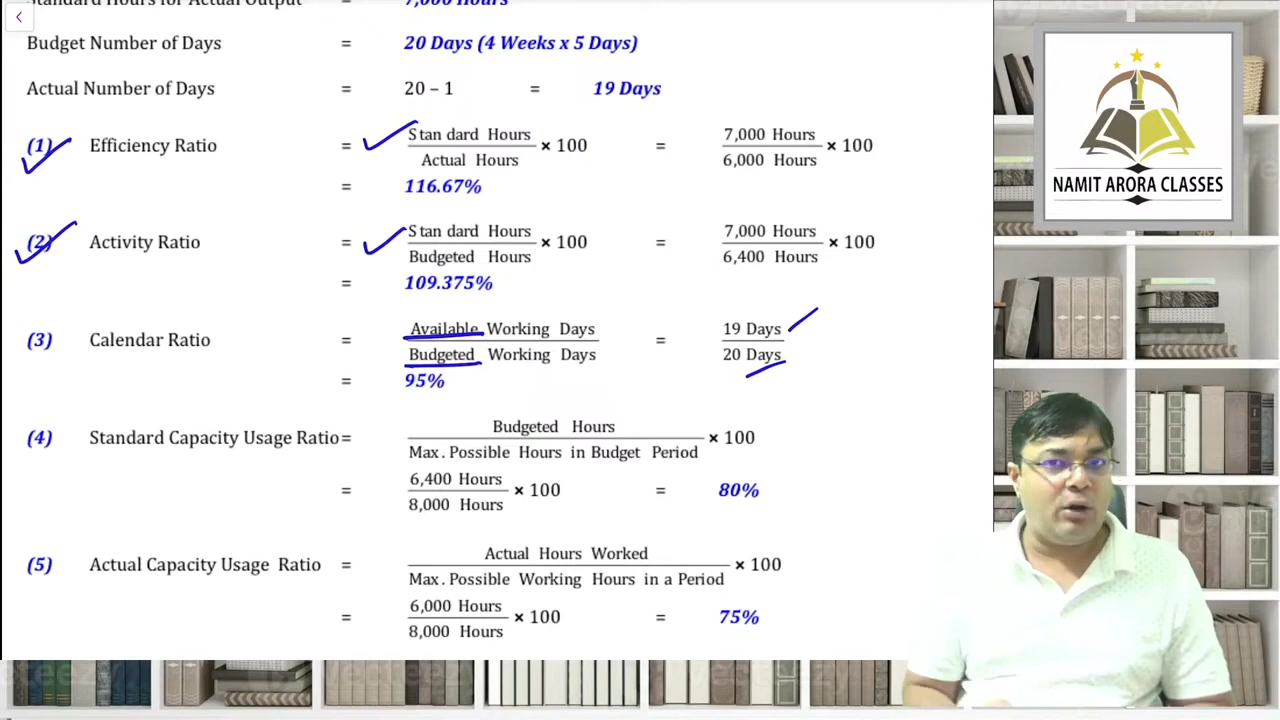 Standard Hours for Actual Output = 7,000 Hours
Budget Number of Days = 20 Days (4 Weeks x 5 Days)
Actual Number of Days = 20 – 1 = 19 Days
(1) Efficiency Ratio = Stan dard Hours / Actual Hours × 100 = 7,000 Hours / 6,000 Hours × 100
= 116.67%
(2) Activity Ratio = Stan dard Hours / Budgeted Hours × 100 = 7,000 Hours / 6,400 Hours × 100
= 109.375%
(3) Calendar Ratio = Available Working Days / Budgeted Working Days = 19 Days / 20 Days
= 95%
(4) Standard Capacity Usage Ratio = Budgeted Hours / Max. Possible Hours in Budget Period × 100
= 6,400 Hours / 8,000 Hours × 100 = 80%
(5) Actual Capacity Usage Ratio = Actual Hours Worked / Max. Possible Working Hours in a Period × 100
= 6,000 Hours / 8,000 Hours × 100 = 75%
NAMIT ARORA CLASSES